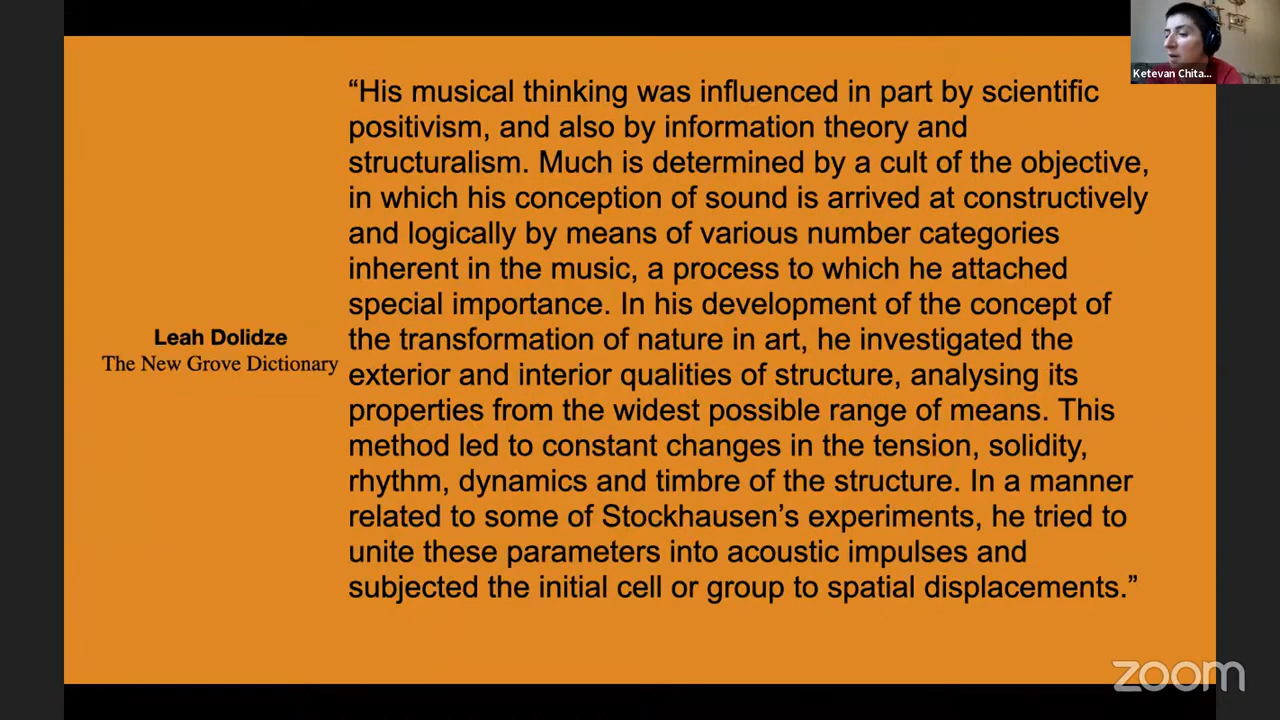 Ketevan Chita...
“His musical thinking was influenced in part by scientific
positivism, and also by information theory and
structuralism. Much is determined by a cult of the objective,
in which his conception of sound is arrived at constructively
and logically by means of various number categories
inherent in the music, a process to which he attached
special importance. In his development of the concept of
the transformation of nature in art, he investigated the
exterior and interior qualities of structure, analysing its
properties from the widest possible range of means. This
method led to constant changes in the tension, solidity,
rhythm, dynamics and timbre of the structure. In a manner
related to some of Stockhausen’s experiments, he tried to
unite these parameters into acoustic impulses and
subjected the initial cell or group to spatial displacements.”
Leah Dolidze
The New Grove Dictionary
zoom